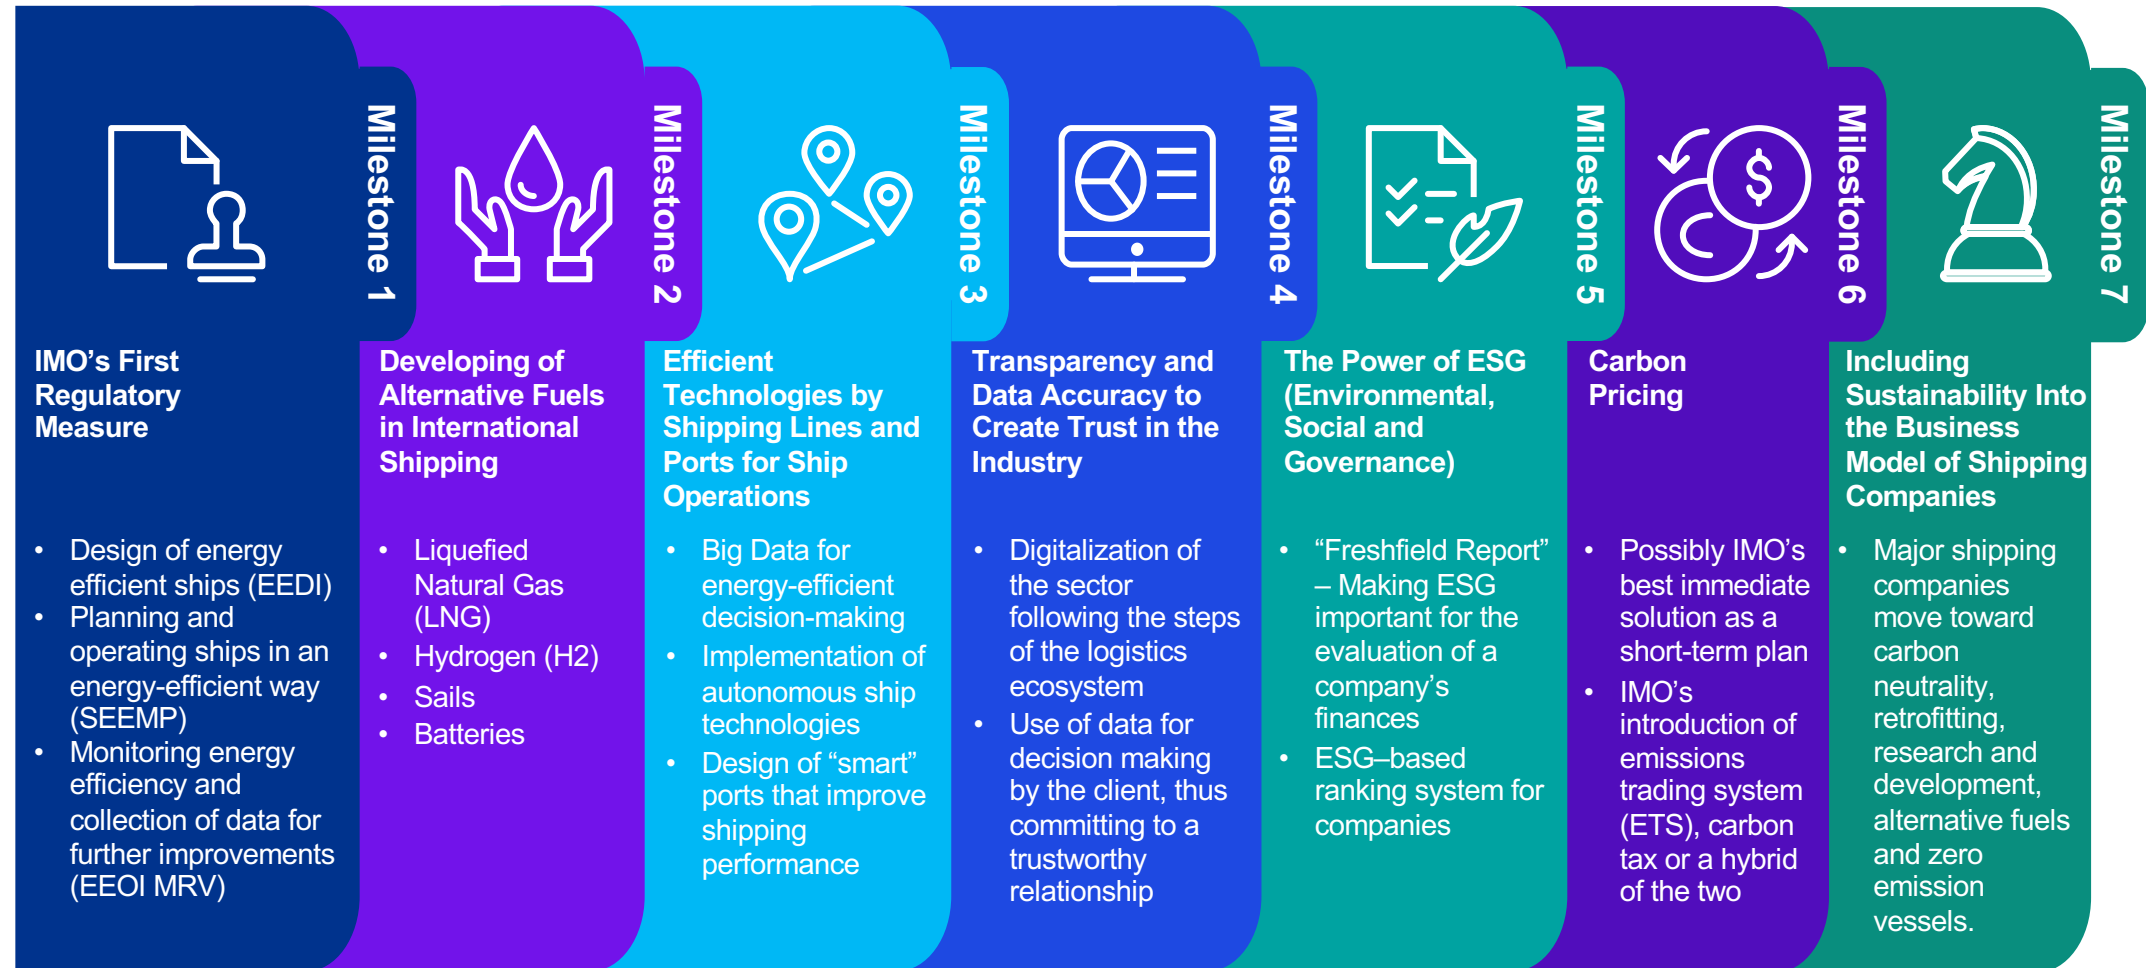 Milestone 1
IMO’s First
Regulatory
Measure
• Design of energy
efficient ships (EEDI)
• Planning and
operating ships in an
energy-efficient way
(SEEMP)
• Monitoring energy
efficiency and
collection of data for
further improvements
(EEOI MRV)
Milestone 2
Developing of
Alternative Fuels
in International
Shipping
• Liquefied
Natural Gas
(LNG)
• Hydrogen (H2)
• Sails
• Batteries
Milestone 3
Efficient
Technologies by
Shipping Lines and
Ports for Ship
Operations
• Big Data for
energy-efficient
decision-making
• Implementation of
autonomous ship
technologies
• Design of “smart”
ports that improve
shipping
performance
Milestone 4
Transparency and
Data Accuracy to
Create Trust in the
Industry
• Digitalization of
the sector
following the steps
of the logistics
ecosystem
• Use of data for
decision making
by the client, thus
committing to a
trustworthy
relationship
Milestone 5
The Power of ESG
(Environmental,
Social and
Governance)
• “Freshfield Report”
– Making ESG
important for the
evaluation of a
company’s
finances
• ESG–based
ranking system for
companies
$
Milestone 6
Carbon
Pricing
• Possibly IMO’s
best immediate
solution as a
short-term plan
• IMO’s
introduction of
emissions
trading system
(ETS), carbon
tax or a hybrid
of the two
Milestone 7
Including
Sustainability Into
the Business
Model of Shipping
Companies
• Major shipping
companies
move toward
carbon
neutrality,
retrofitting,
research and
development,
alternative fuels
and zero
emission
vessels.